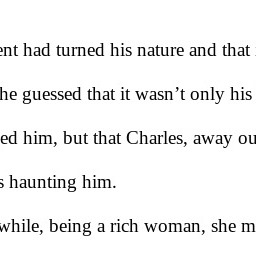 ent had turned his nature and that
he guessed that it wasn’t only his
ed him, but that Charles, away ou
s haunting him.
while, being a rich woman, she m